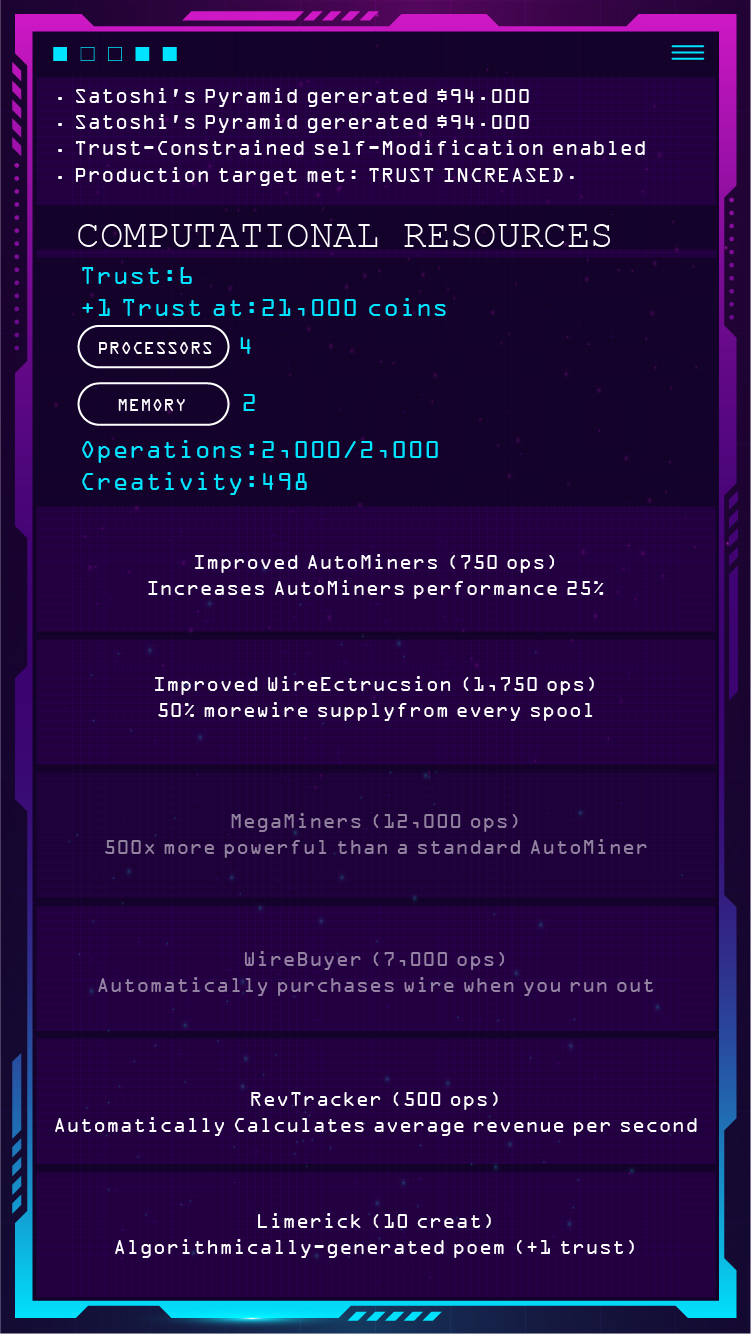 . Satoshi's Pyramid gererated $94.000
. Satoshi's Pyramid gererated $94.000
. Trust-Constrained self-Modification enabled
. Production target met: TRUST INCREASED.
COMPUTATIONAL RESOURCES
Trust:6
+1 Trust at:21,000 coins
PROCESSORS 4
MEMORY 2
Operations:2,000/2,000
Creativity:498
Improved AutoMiners (750 ops)
Increases AutoMiners performance 25%
Improved WireEctrucsion (1,750 ops)
50% morewire supplyfrom every spool
MegaMiners (12,000 ops)
500x more powerful than a standard AutoMiner
WireBuyer (7,000 ops)
Automatically purchases wire when you run out
RevTracker (500 ops)
Automatically Calculates average revenue per second
Limerick (10 creat)
Algorithmically-generated poem (+1 trust)